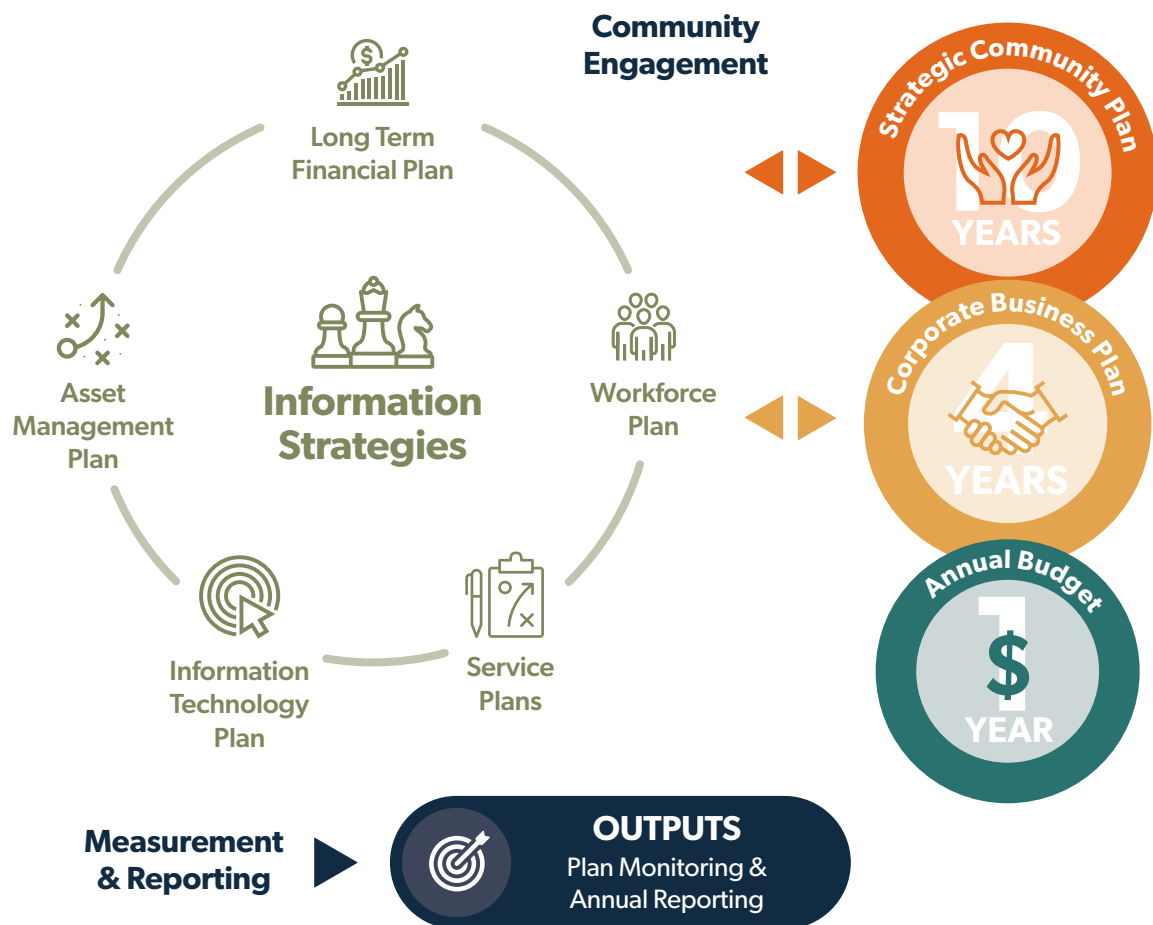 Community
Engagement
Strategic Community Plan
10
YEARS
Long Term
Financial Plan
Information
Strategies
Asset
Management
Plan
Workforce
Plan
Corporate Business Plan
4
YEARS
Information
Technology
Plan
Service
Plans
Annual Budget
1
$
YEAR
Measurement
& Reporting
OUTPUTS
Plan Monitoring &
Annual Reporting